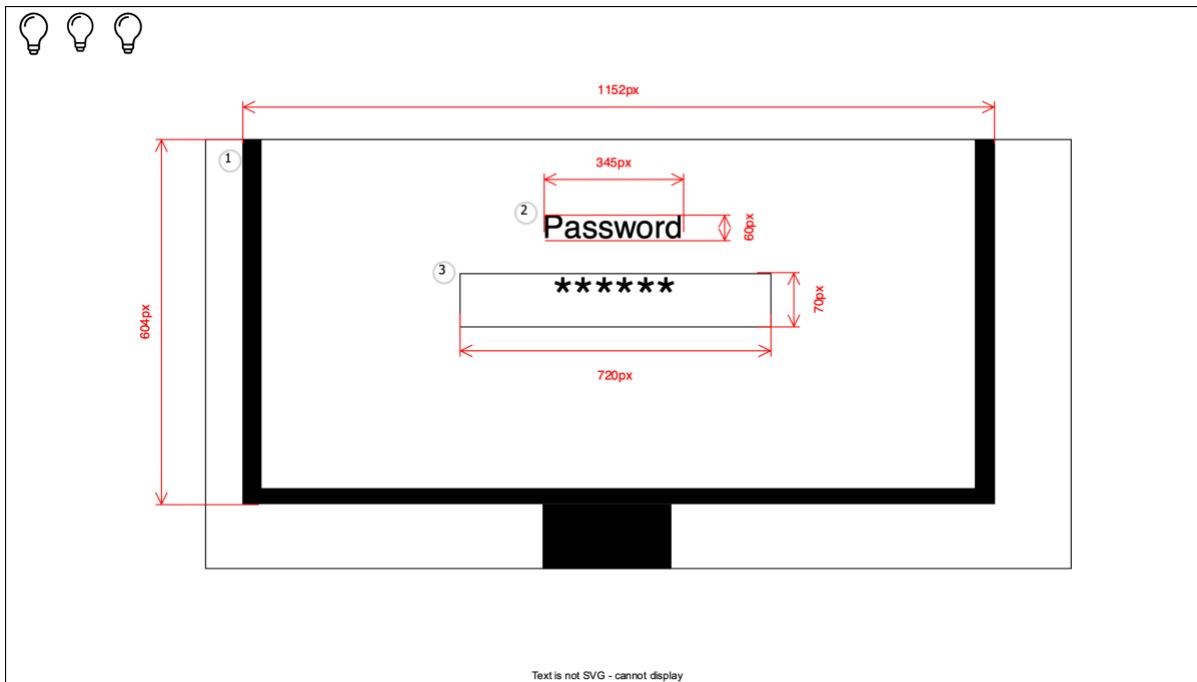 1152px
1
345px
2
Password
60px
3
******
70px
604px
720px
Text is not SVG - cannot display